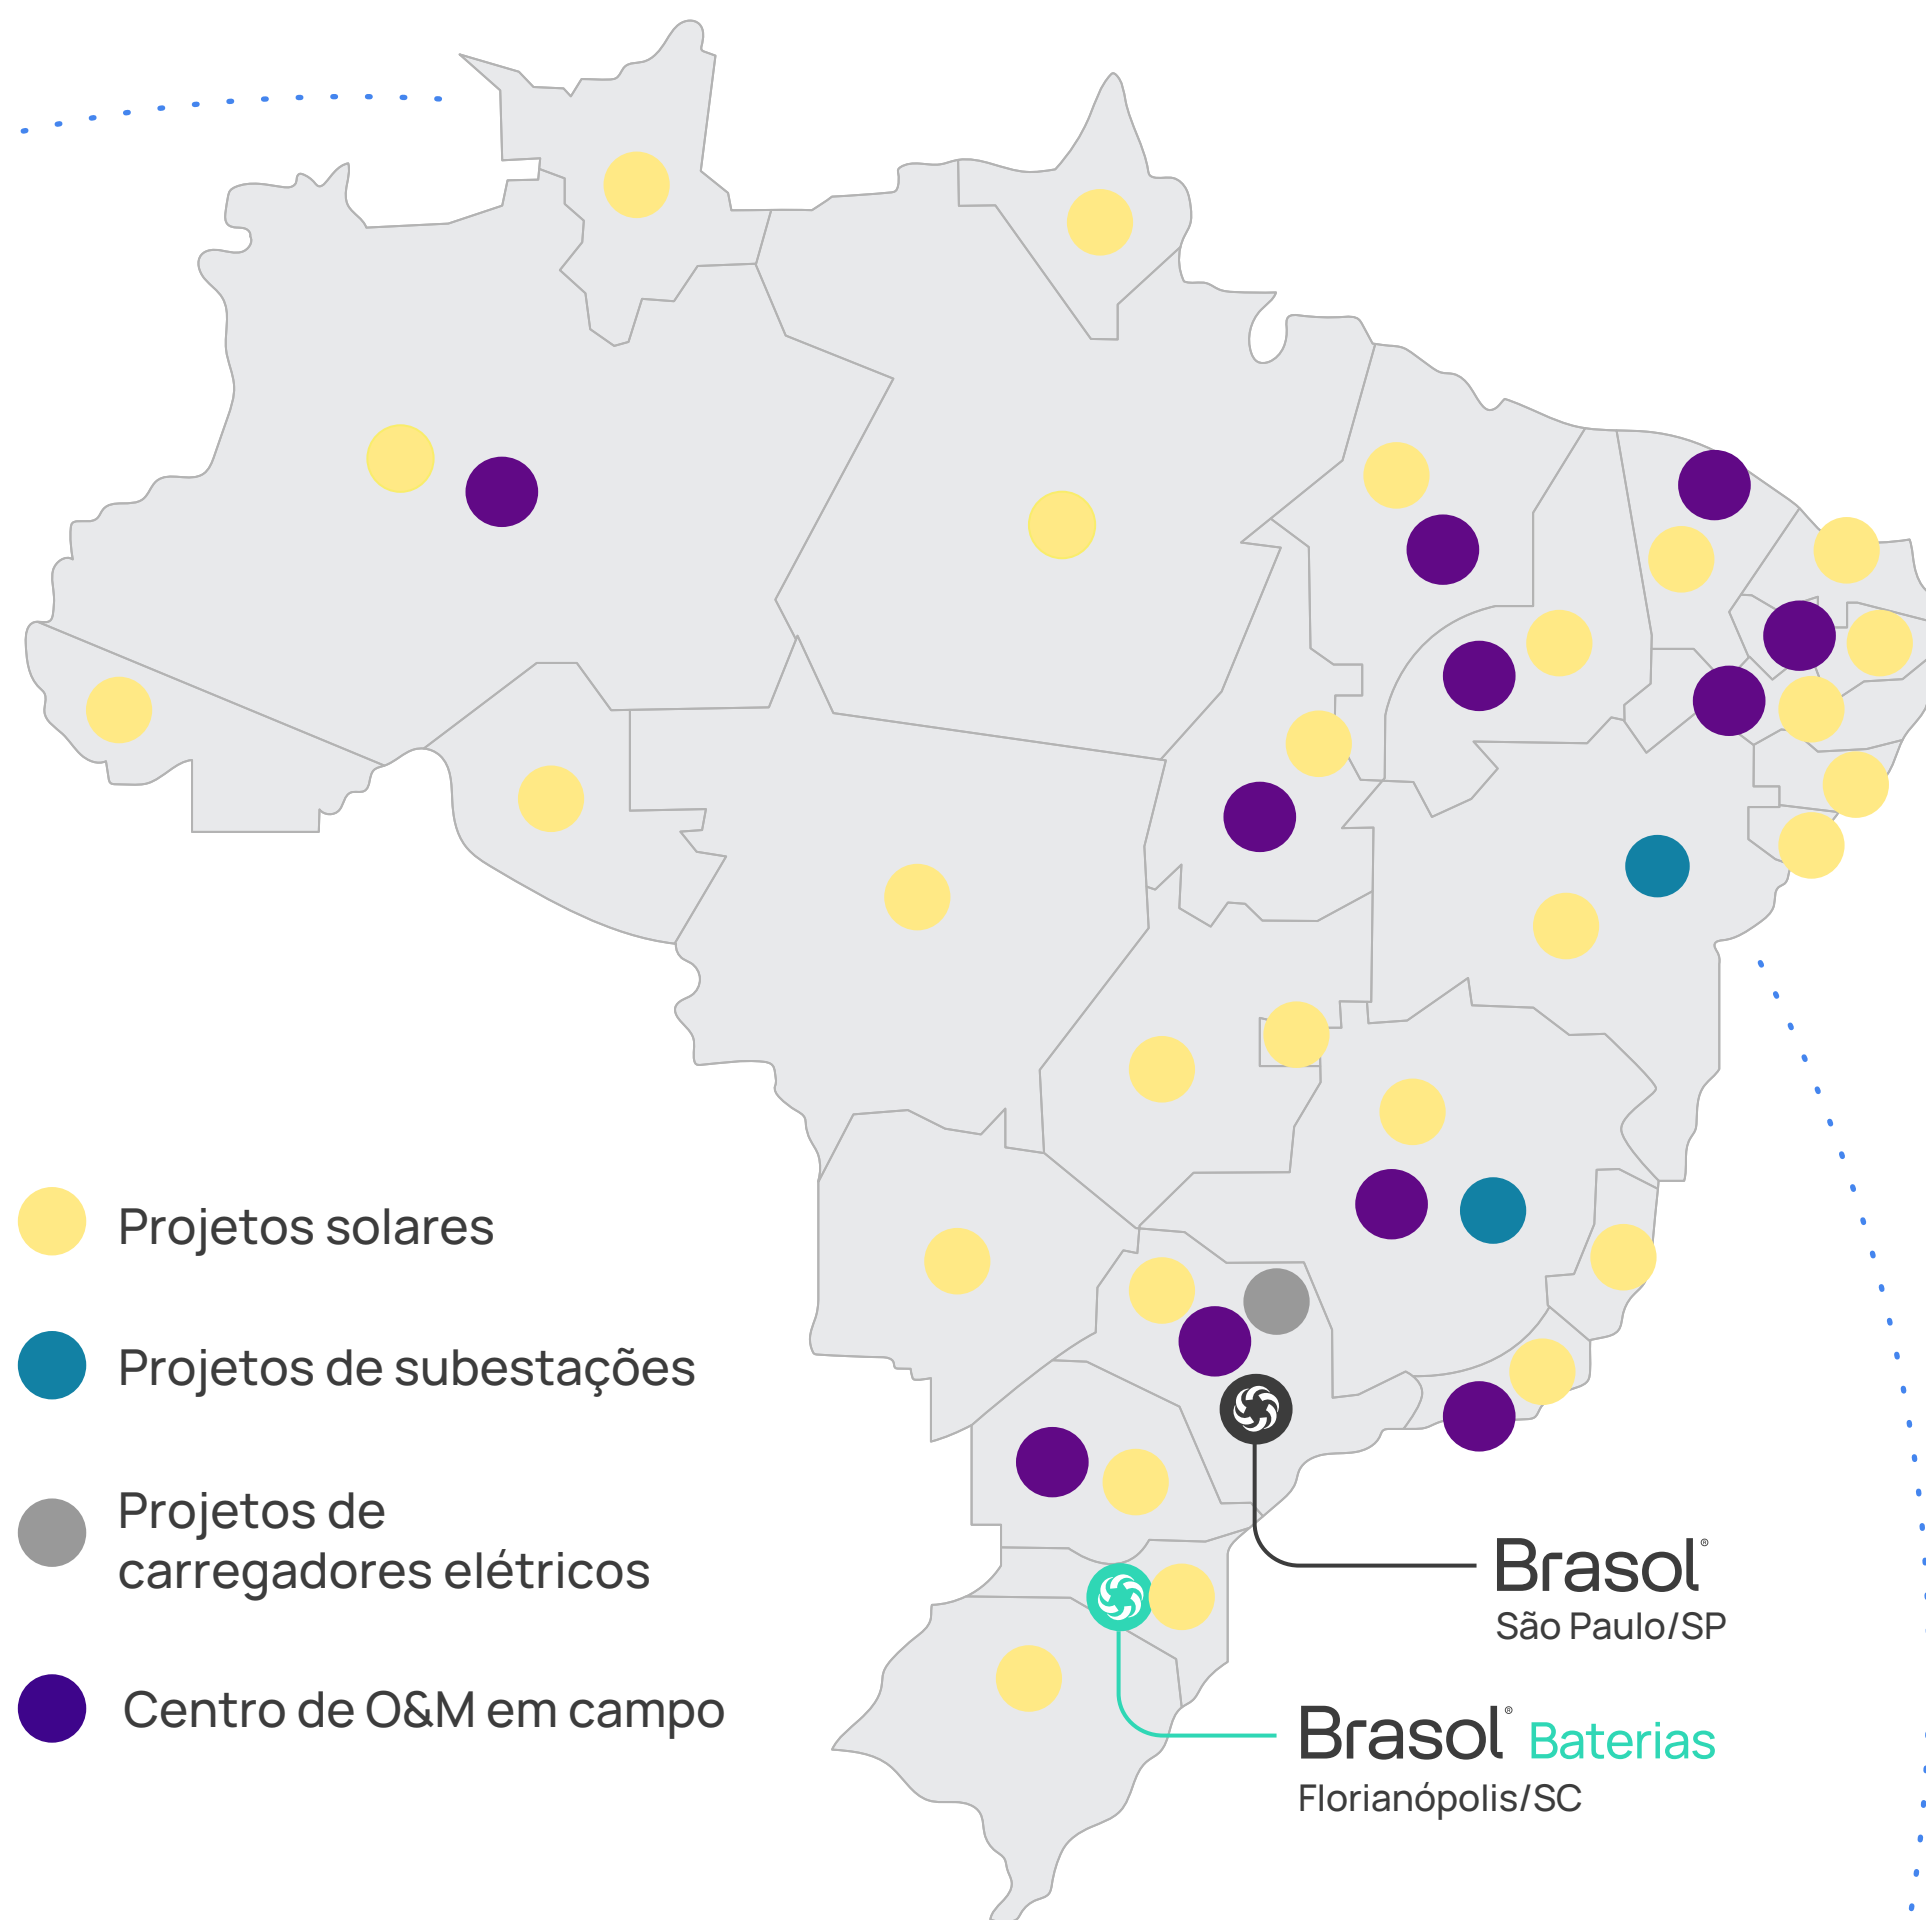 Projetos solares
Projetos de subestações
Projetos de
carregadores elétricos
Centro de O&M em campo
Brasol®
São Paulo/SP
Brasol® Baterias
Florianópolis/SC